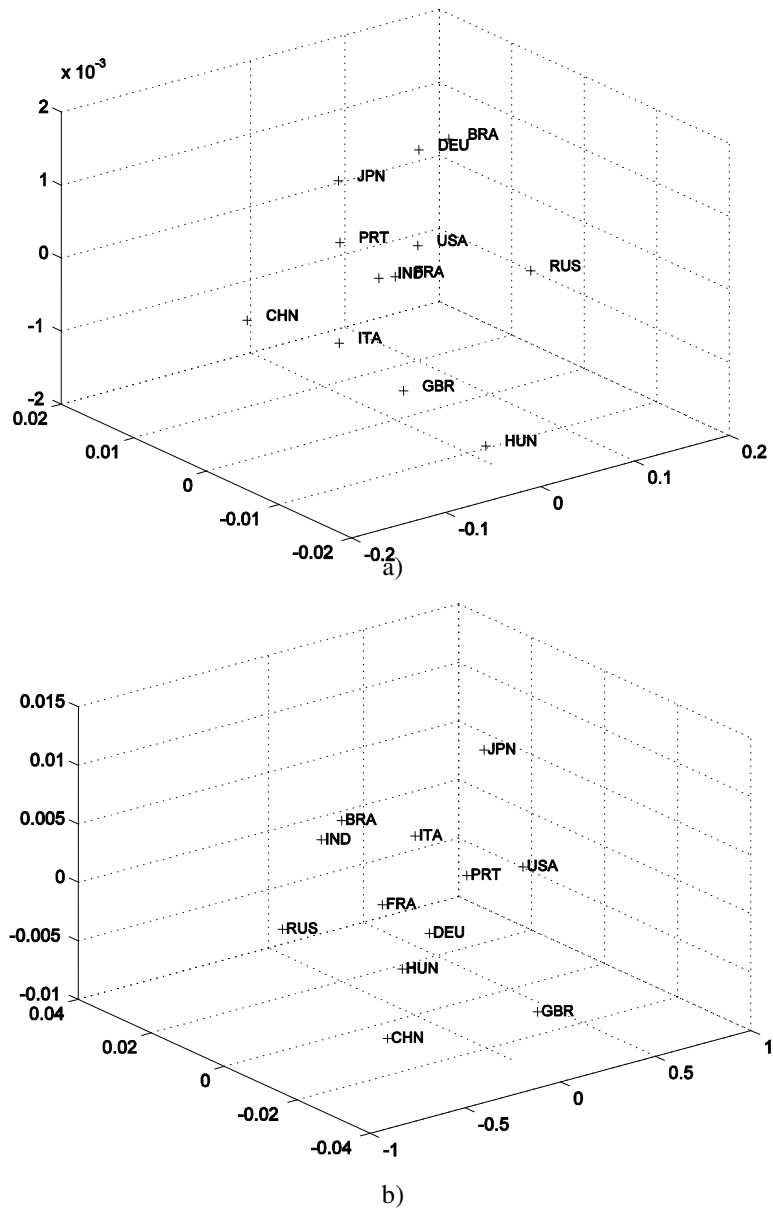 x 10-3
2
1
0
-1
-2
0.02
0.01
0
-0.01
-0.02
-0.2
-0.1
0
0.1
0.2
BRA
DEU
JPN
PRT
USA
RUS
IND
FRA
CHN
ITA
GBR
HUN
a)
0.015
0.01
0.005
0
-0.005
-0.01
0.04
0.02
0
-0.02
-0.04
-1
-0.5
0
0.5
1
JPN
BRA
IND
ITA
PRT
USA
FRA
RUS
DEU
HUN
GBR
CHN
b)